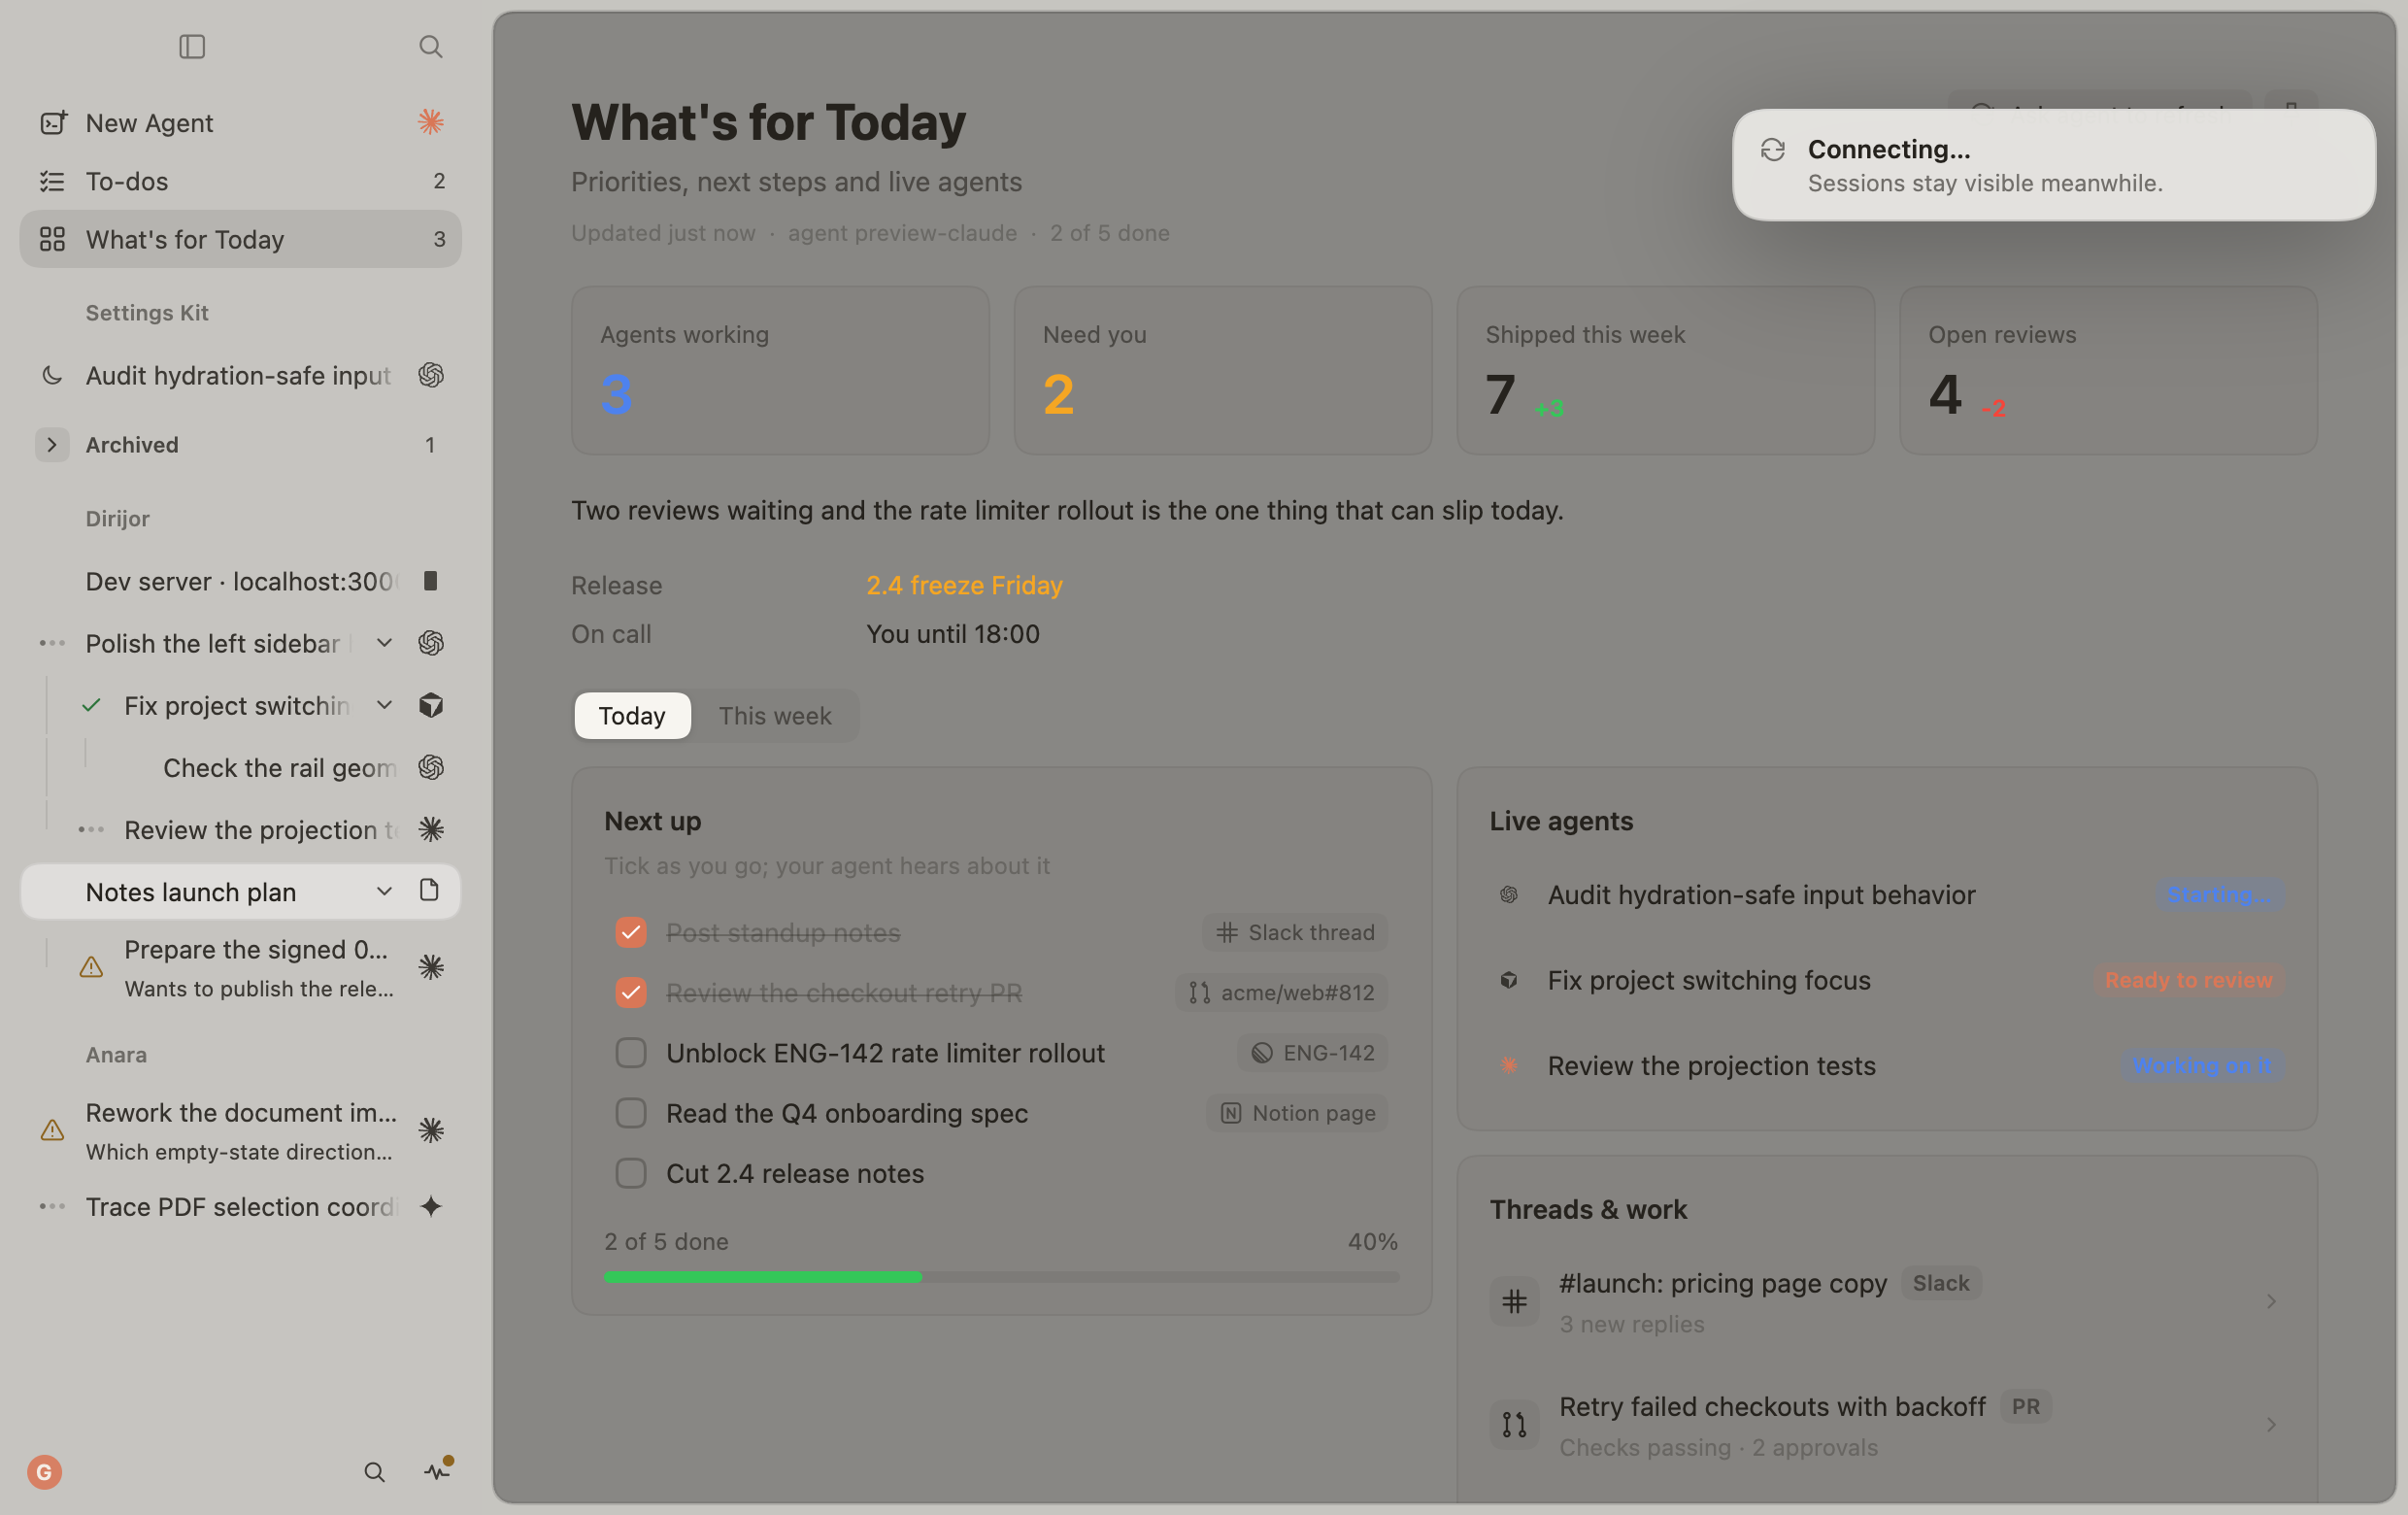 New Agent
To-dos 2
What's for Today 3
Settings Kit
Audit hydration-safe input
Archived 1
Dirijor
Dev server · localhost:300
Polish the left sidebar
Fix project switchin
Check the rail geom
Review the projection t
Notes launch plan
Prepare the signed 0...
Wants to publish the rele...
Anara
Rework the document im...
Which empty-state direction...
Trace PDF selection coord
G
What's for Today
Priorities, next steps and live agents
Updated just now · agent preview-claude · 2 of 5 done
Connecting...
Sessions stay visible meanwhile.
Agents working
3
Need you
2
Shipped this week
7 +3
Open reviews
4 -2
Two reviews waiting and the rate limiter rollout is the one thing that can slip today.
Release 2.4 freeze Friday
On call You until 18:00
Today This week
Next up
Tick as you go; your agent hears about it
Post standup notes Slack thread
Review the checkout retry PR acme/web#812
Unblock ENG-142 rate limiter rollout ENG-142
Read the Q4 onboarding spec Notion page
Cut 2.4 release notes
2 of 5 done 40%
Live agents
Audit hydration-safe input behavior Starting...
Fix project switching focus Ready to review
Review the projection tests Working on it
Threads & work
#launch: pricing page copy Slack
3 new replies
Retry failed checkouts with backoff PR
Checks passing · 2 approvals